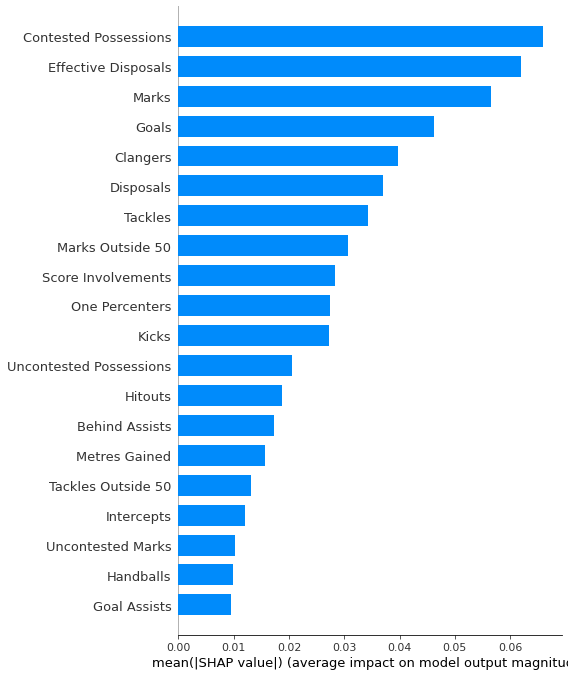 Contested Possessions
Effective Disposals
Marks
Goals
Clangers
Disposals
Tackles
Marks Outside 50
Score Involvements
One Percenters
Kicks
Uncontested Possessions
Hitouts
Behind Assists
Metres Gained
Tackles Outside 50
Intercepts
Uncontested Marks
Handballs
Goal Assists
0.00 0.01 0.02 0.03 0.04 0.05 0.06
mean(|SHAP value|) (average impact on model output magnitu